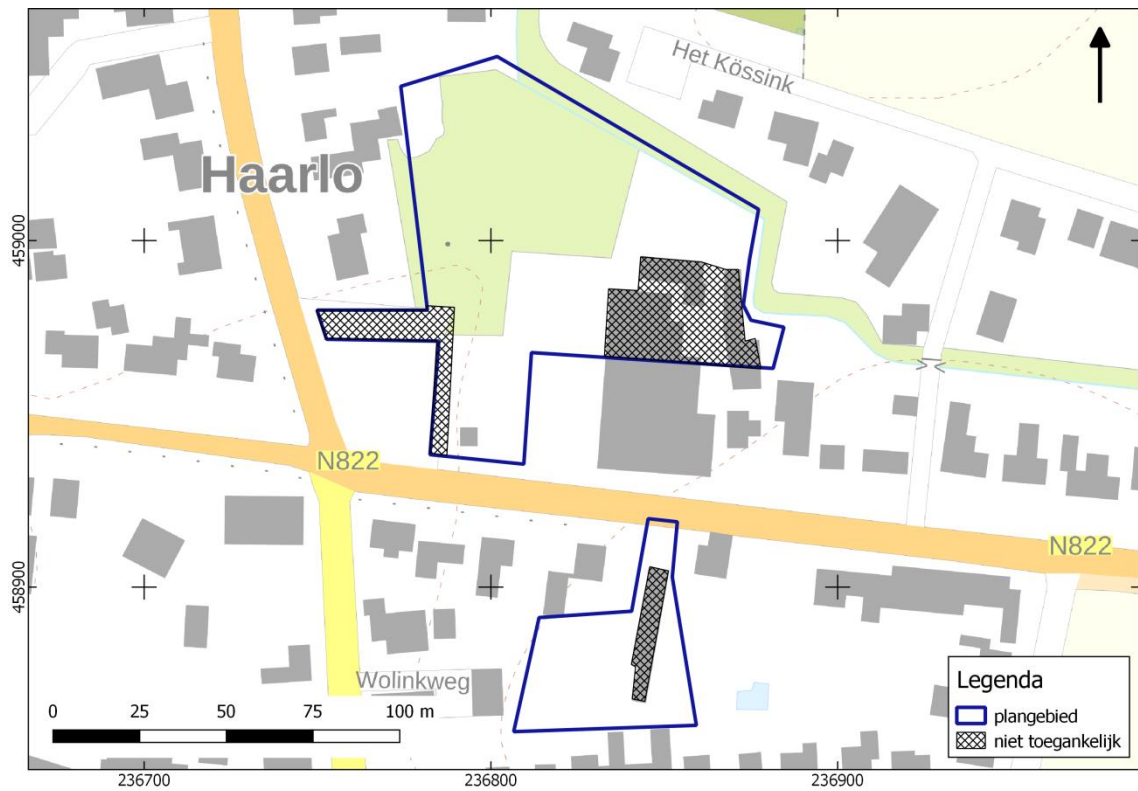 Het Kössink
Haarlo
459000
N822
N822
458900
Wolinkweg
0 25 50 75 100 m
Legenda
plangebied
niet toegankelijk
236700 236800 236900